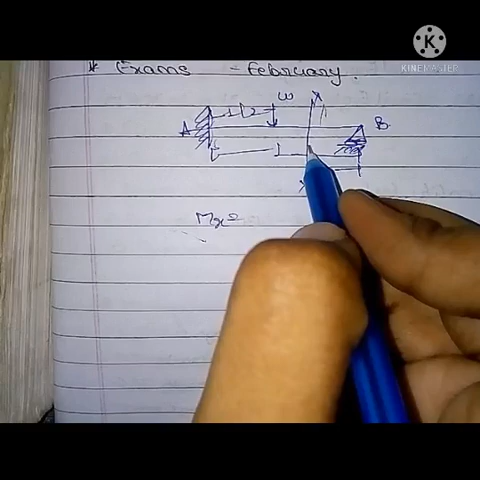 K
KINEMASTER
* Exams - February.
l/2 w X
A B
l
X
Mx=